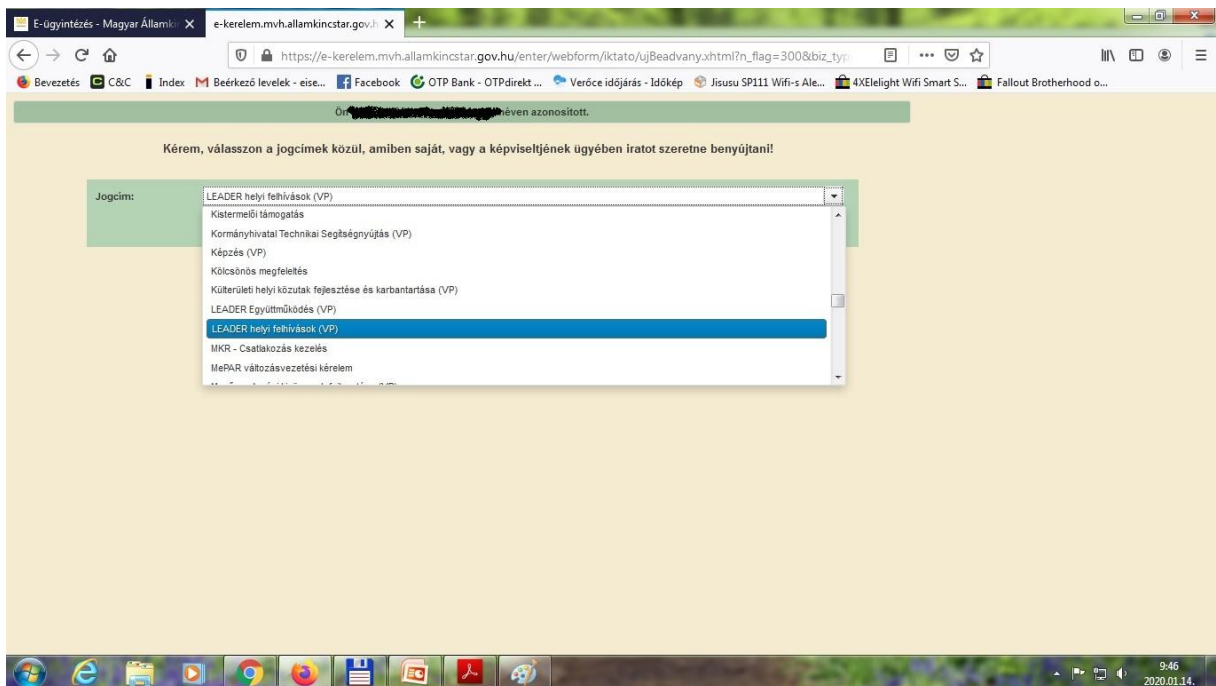 E-ügyintézés - Magyar Államki
e-kerelem.mvh.allamkincstar.gov.h
https://e-kerelem.mvh.allamkincstar.gov.hu/enter/webform/iktato/ujBeadvany.xhtml?n_flag=300&biz_typ
Bevezetés C&C Index Beérkező levelek - eise... Facebook OTP Bank - OTPdirekt ... Verőce időjárás - Időkép Jisusu SP111 Wifi-s Ale... 4XElelight Wifi Smart S... Fallout Brotherhood o...
Ön néven azonosított.
Kérem, válasszon a jogcímek közül, amiben saját, vagy a képviseltjének ügyében iratot szeretne benyújtani!
Jogcím: LEADER helyi felhívások (VP)
Kistermelői támogatás
Kormányhivatal Technikai Segítségnyújtás (VP)
Képzés (VP)
Kölcsönös megfeleltés
Külterületi helyi közutak fejlesztése és karbantartása (VP)
LEADER Együttműködés (VP)
LEADER helyi felhívások (VP)
MKR - Csatlakozás kezelés
MePAR változásvezetési kérelem
9:46
2020.01.14.